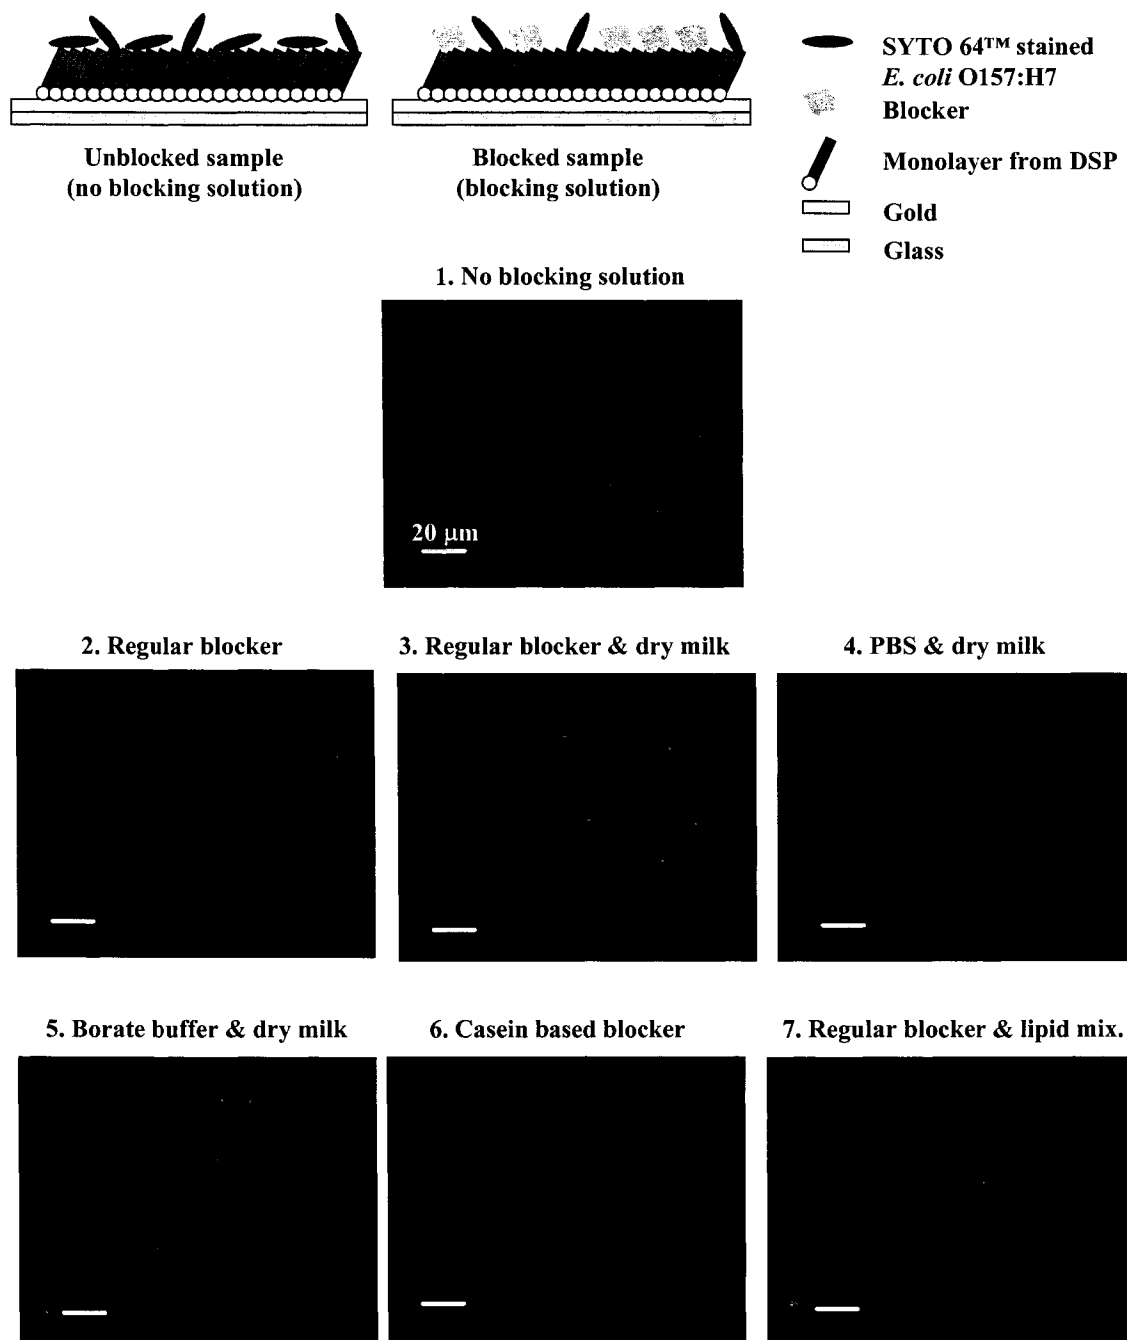 Unblocked sample
(no blocking solution)
Blocked sample
(blocking solution)
SYTO 64™ stained
E. coli O157:H7
Blocker
Monolayer from DSP
Gold
Glass
1. No blocking solution
20 μm
2. Regular blocker
3. Regular blocker & dry milk
4. PBS & dry milk
5. Borate buffer & dry milk
6. Casein based blocker
7. Regular blocker & lipid mix.